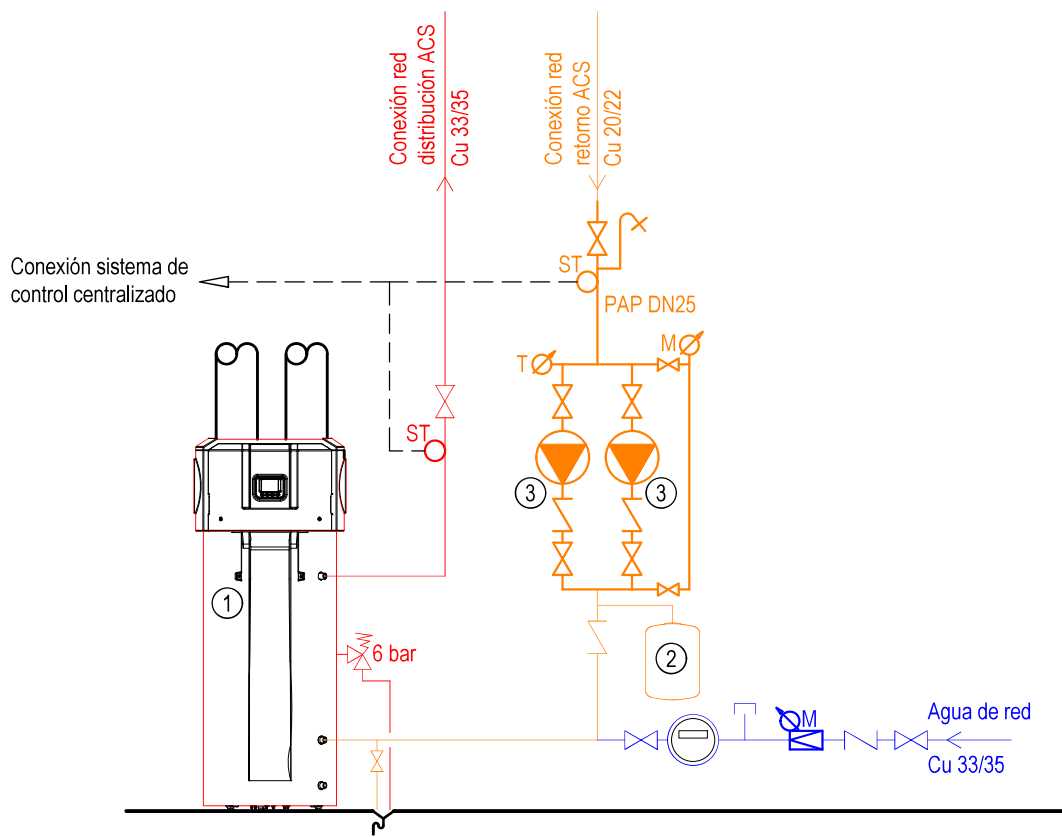 Conexión red
distribución ACS
Cu 33/35
Conexión red
retorno ACS
Cu 20/22
ST
Conexión sistema de
control centralizado
PAP DN25
M
T
ST
3
3
1
6 bar
2
M
Agua de red
Cu 33/35